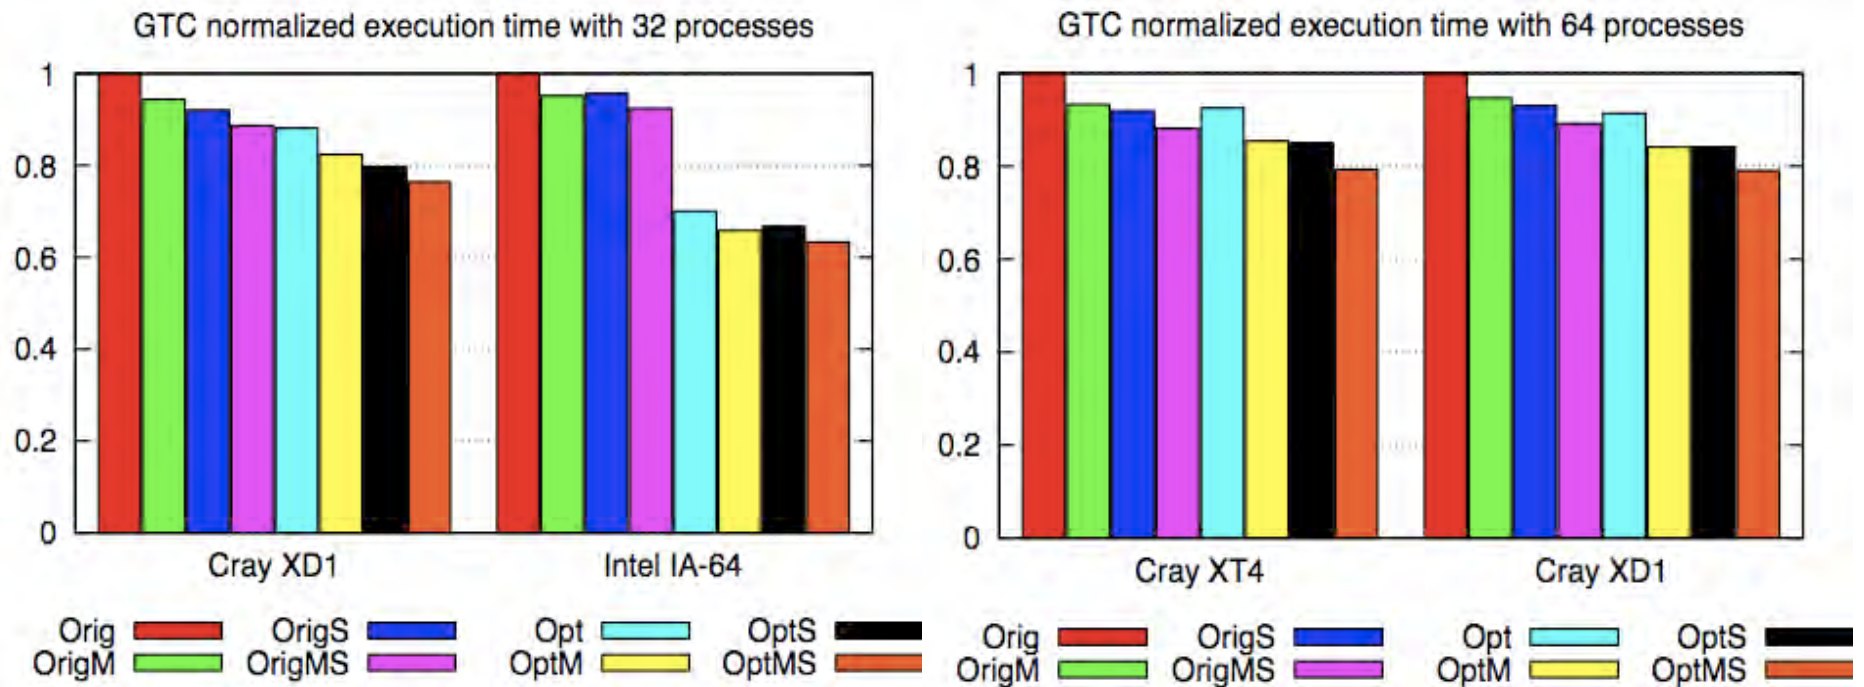 GTC normalized execution time with 32 processes
1
0.8
0.6
0.4
0.2
0
Cray XD1 Intel IA-64
Orig OrigS Opt OptS
OrigM OrigMS OptM OptMS
GTC normalized execution time with 64 processes
1
0.8
0.6
0.4
0.2
0
Cray XT4 Cray XD1
Orig OrigS Opt OptS
OrigM OrigMS OptM OptMS